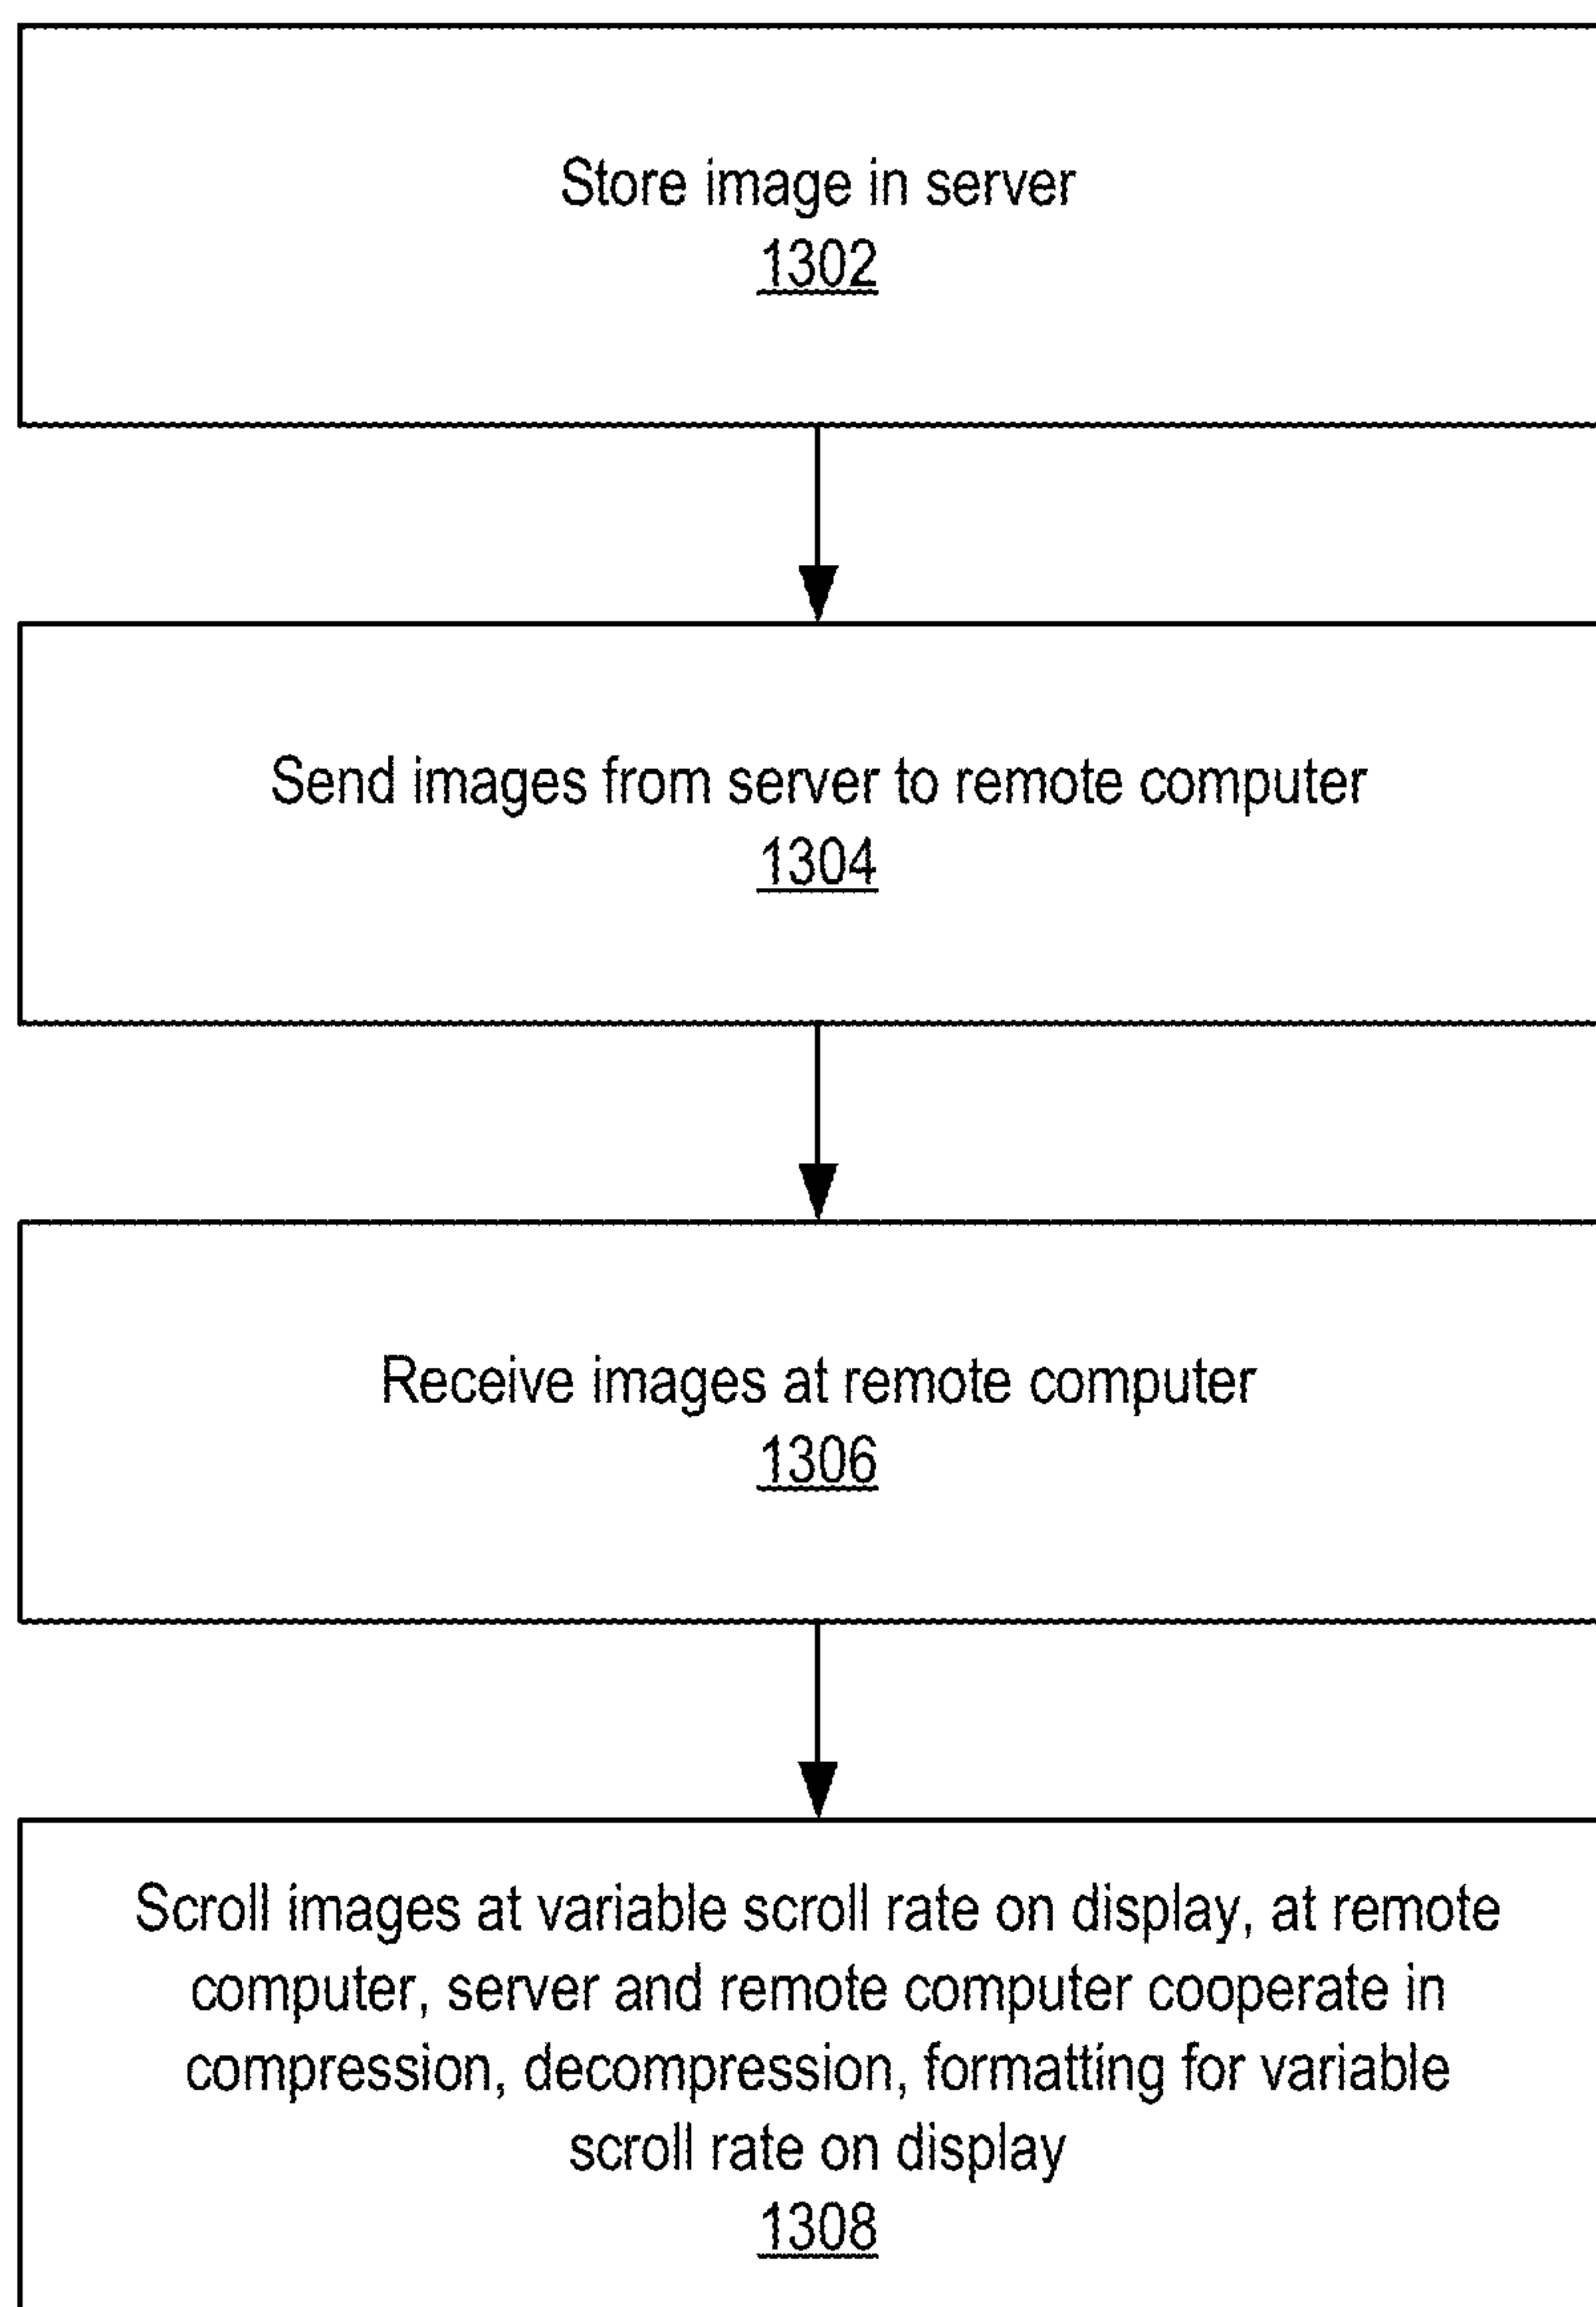 Store image in server
1302
Send images from server to remote computer
1304
Receive images at remote computer
1306
Scroll images at variable scroll rate on display, at remote
computer, server and remote computer cooperate in
compression, decompression, formatting for variable
scroll rate on display
1308